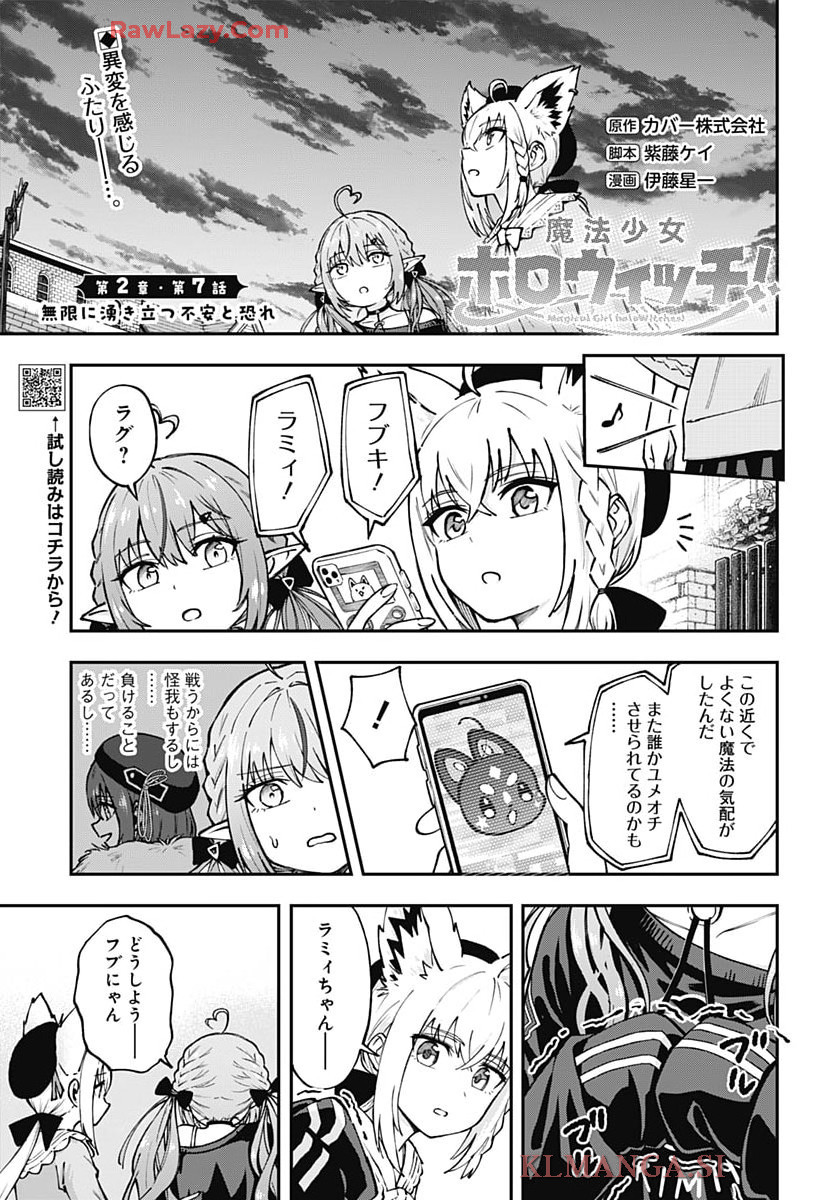 RawLazy.Com
◆異変を感じる
ふたり――。
原作 カバー株式会社
脚本 紫藤ケイ
漫画 伊藤星一
魔法少女
ホロウィッチ!
Magical Girl holoWitches!
第2章・第7話
無限に湧き立つ不安と恐れ
←試し読みはコチラから!
♪
フブキ!
ラミィ!
ラグ?
この近くで
よくない魔法の気配が
したんだ
また誰かユメオチ
させられてるのかも
……
!
戦うからには
怪我もするし
……
負けること
だって
あるし……
ブル
ブル
ラミィちゃん――
どうしよう――
フブにゃん
KLMANGA.SI